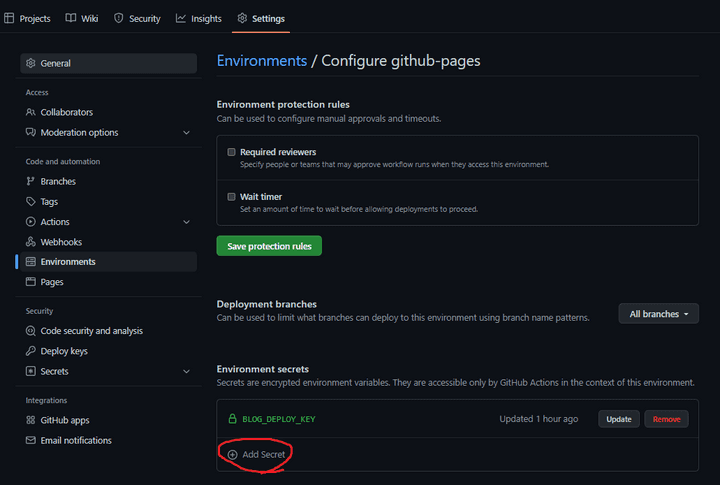 Projects Wiki Security Insights Settings
General
Access
Collaborators
Moderation options
Code and automation
Branches
Tags
Actions
Webhooks
Environments
Pages
Security
Code security and analysis
Deploy keys
Secrets
Integrations
GitHub apps
Email notifications
Environments / Configure github-pages
Environment protection rules
Can be used to configure manual approvals and timeouts.
Required reviewers
Specify people or teams that may approve workflow runs when they access this environment.
Wait timer
Set an amount of time to wait before allowing deployments to proceed.
Save protection rules
Deployment branches
Can be used to limit what branches can deploy to this environment using branch name patterns.
All branches
Environment secrets
Secrets are encrypted environment variables. They are accessible only by GitHub Actions in the context of this environment.
BLOG_DEPLOY_KEY Updated 1 hour ago Update Remove
Add Secret